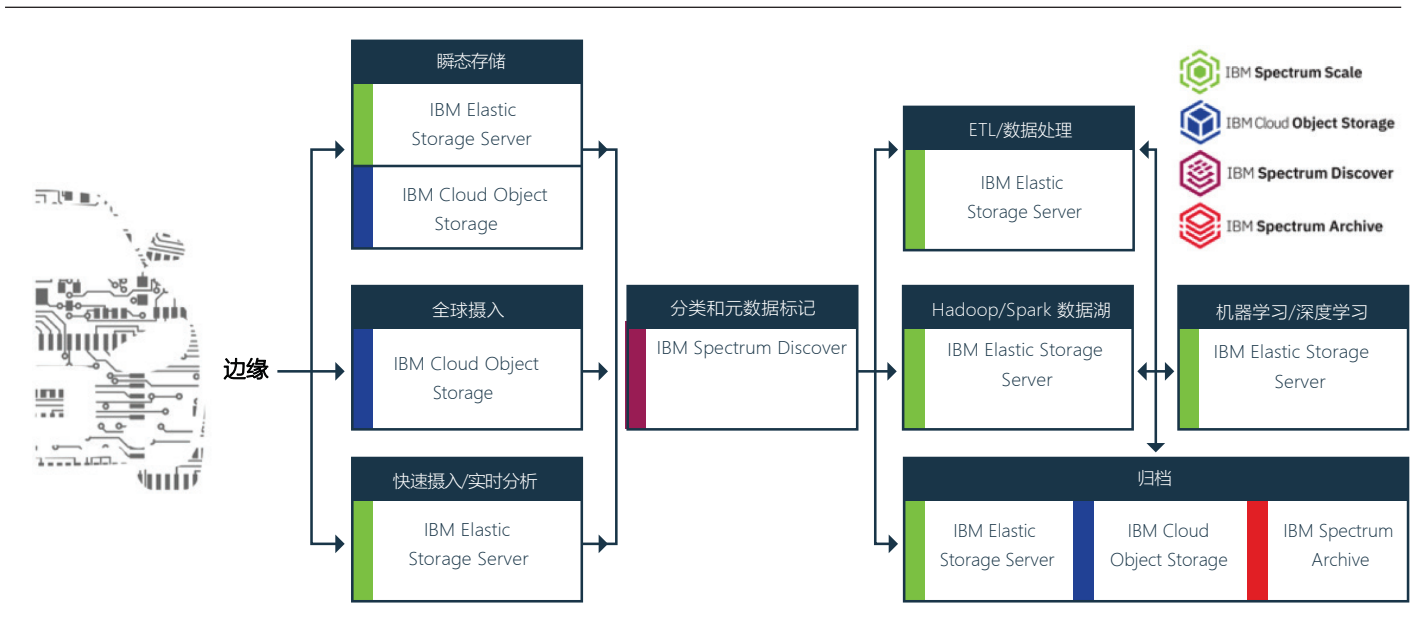 瞬态存储
IBM Elastic
Storage Server
IBM Cloud Object
Storage
边缘
全球摄入
IBM Cloud Object
Storage
快速摄入/实时分析
IBM Elastic
Storage Server
分类和元数据标记
IBM Spectrum Discover
ETL/数据处理
IBM Elastic
Storage Server
Hadoop/Spark 数据湖
IBM Elastic Storage
Server
机器学习/深度学习
IBM Elastic Storage
Server
归档
IBM Elastic
Storage Server
IBM Cloud
Object Storage
IBM Spectrum
Archive
IBM Spectrum Scale
IBM Cloud Object Storage
IBM Spectrum Discover
IBM Spectrum Archive